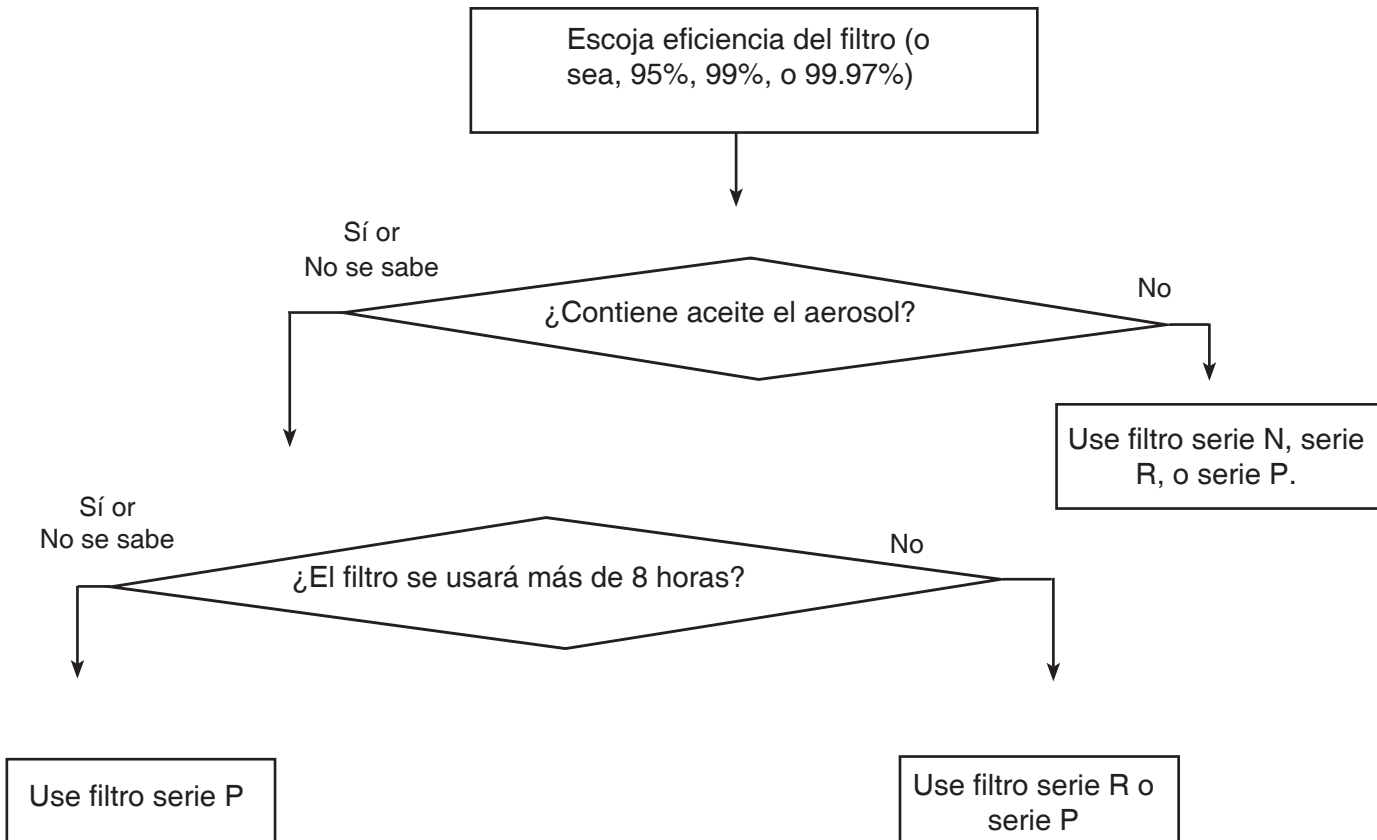 Escoja eficiencia del filtro (o
sea, 95%, 99%, o 99.97%)
Sí or
No se sabe
¿Contiene aceite el aerosol?
No
Use filtro serie N, serie
R, o serie P.
Sí or
No se sabe
¿El filtro se usará más de 8 horas?
No
Use filtro serie P
Use filtro serie R o
serie P